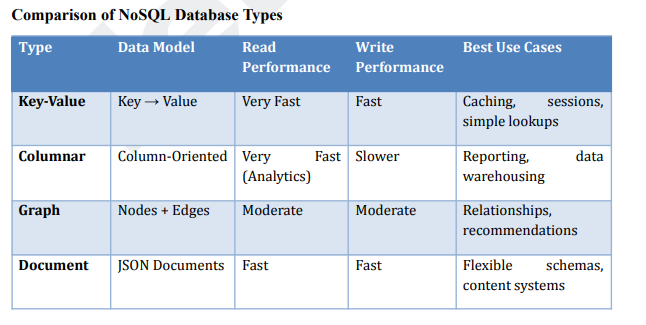 Comparison of NoSQL Database Types
Type Data Model Read Performance Write Performance Best Use Cases
Key-Value Key → Value Very Fast Fast Caching, sessions, simple lookups
Columnar Column-Oriented Very Fast (Analytics) Slower Reporting, data warehousing
Graph Nodes + Edges Moderate Moderate Relationships, recommendations
Document JSON Documents Fast Fast Flexible schemas, content systems